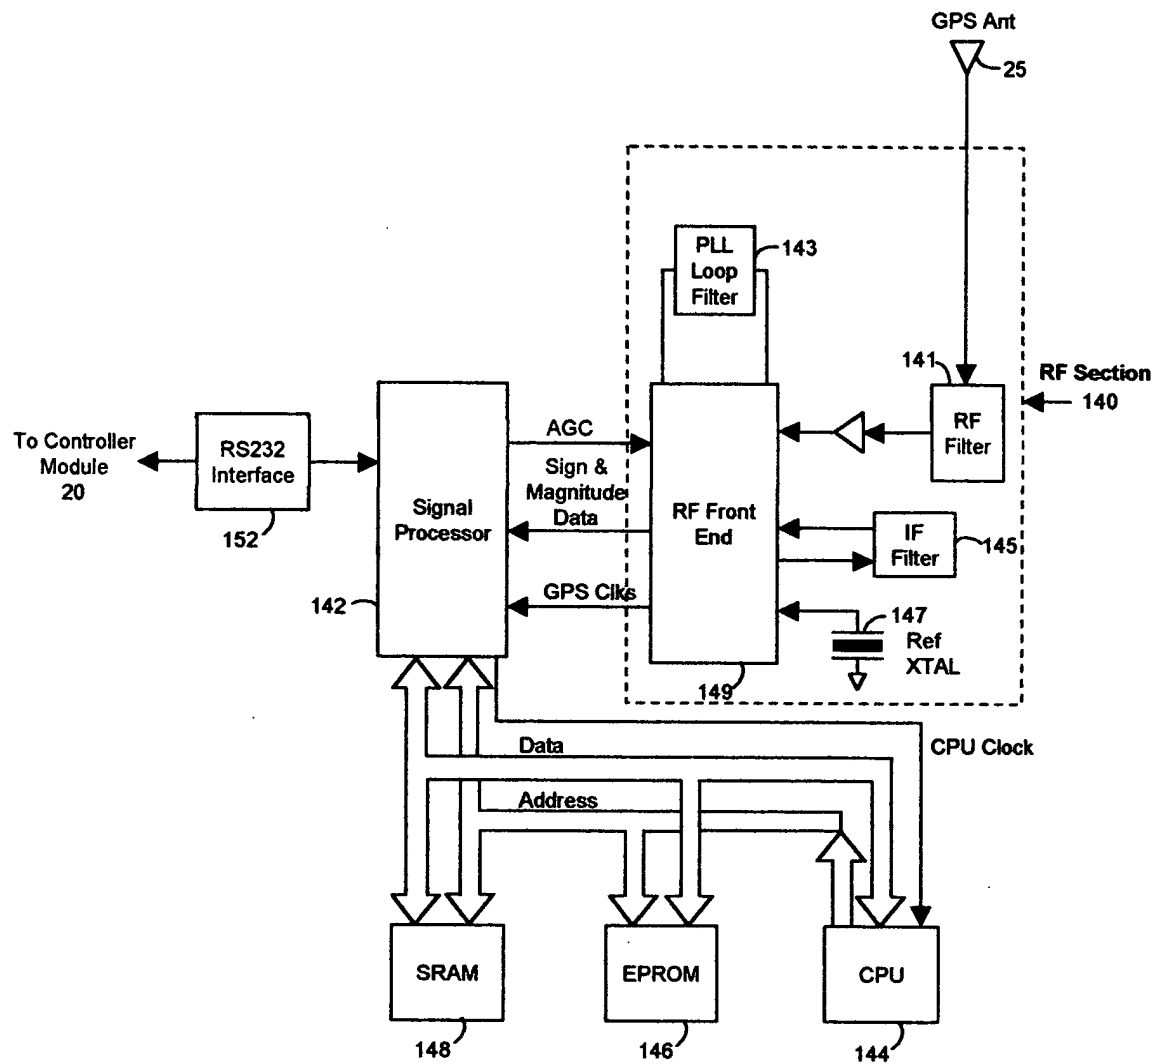 GPS Ant
25
PLL
Loop
Filter
143
141
RF Section
140
RF
Filter
To Controller
Module
20
RS232
Interface
152
AGC
Sign &
Magnitude
Data
Signal
Processor
RF Front
End
IF
Filter
145
GPS Clks
142
147
Ref
XTAL
149
Data
CPU Clock
Address
SRAM
EPROM
CPU
148
146
144